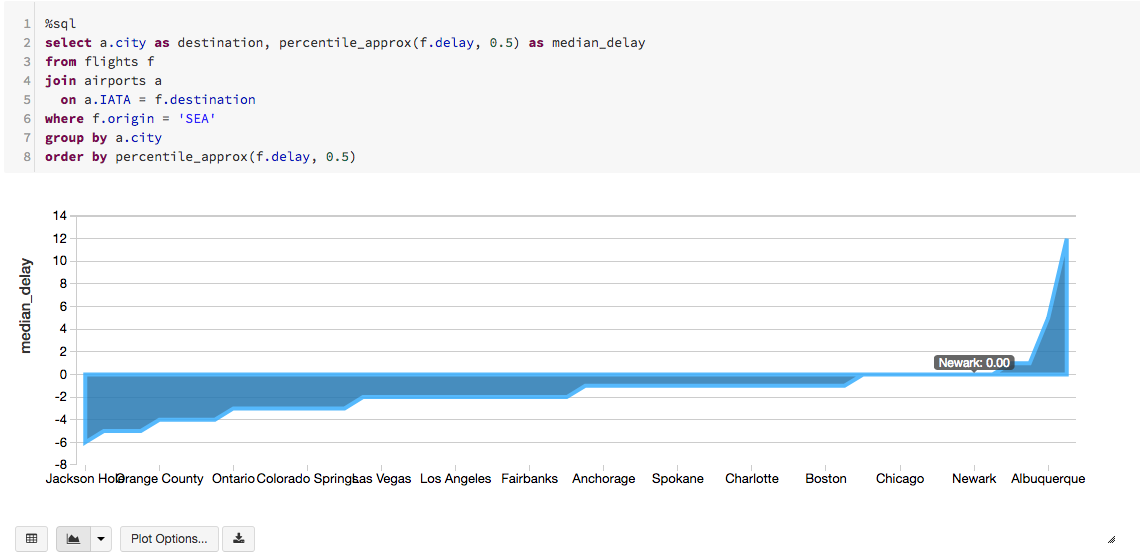 1 %sql
2 select a.city as destination, percentile_approx(f.delay, 0.5) as median_delay
3 from flights f
4 join airports a
5 on a.IATA = f.destination
6 where f.origin = 'SEA'
7 group by a.city
8 order by percentile_approx(f.delay, 0.5)
median_delay
14
12
10
8
6
4
2
0
-2
-4
-6
-8
Newark: 0.00
Jackson Hole Orange County Ontario Colorado Springs Las Vegas Los Angeles Fairbanks Anchorage Spokane Charlotte Boston Chicago Newark Albuquerque
Plot Options...